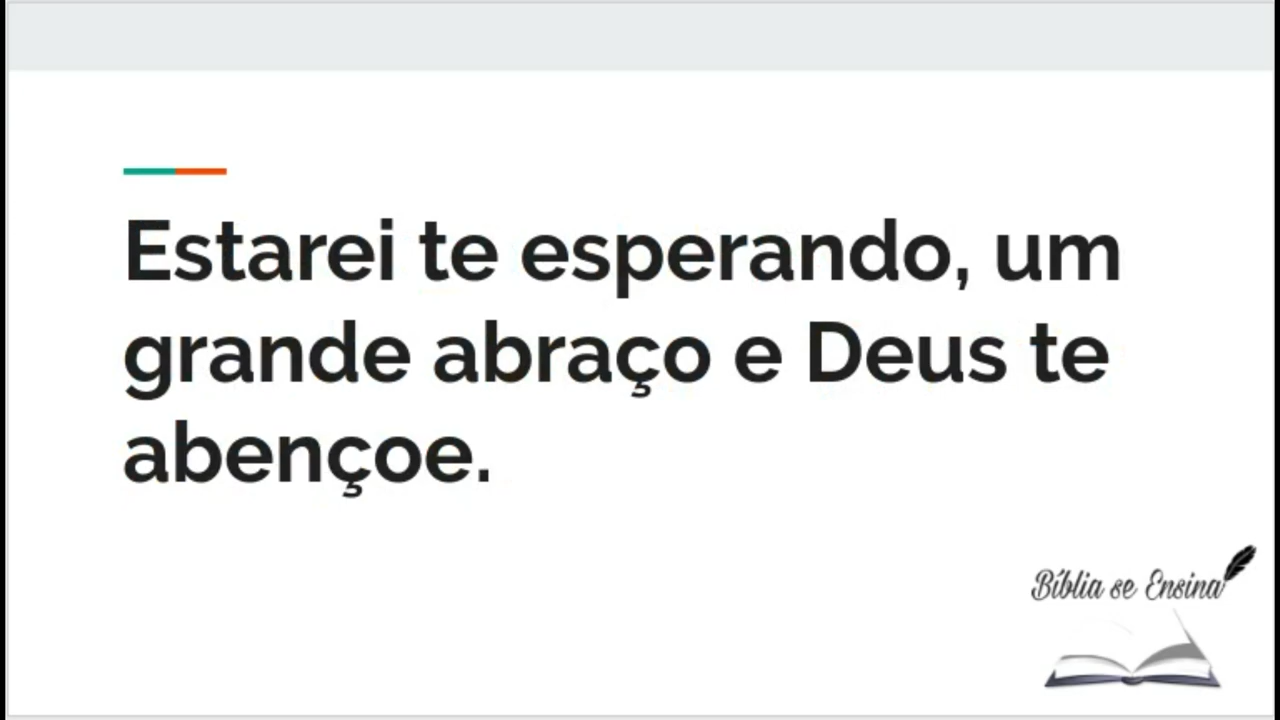 Estarei te esperando, um
grande abraço e Deus te
abençoe.
Bíblia se Ensina